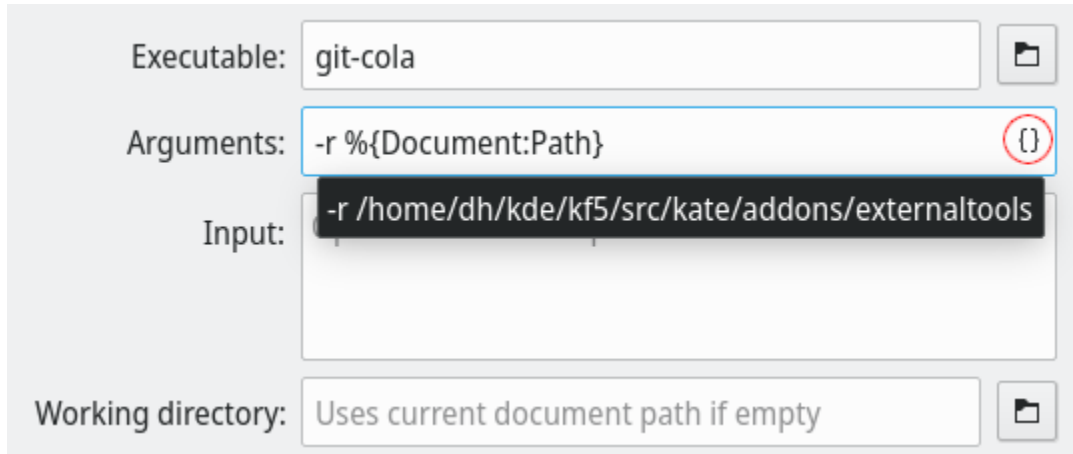 Executable: git-cola
Arguments: -r %{Document:Path} {}
-r /home/dh/kde/kf5/src/kate/addons/externaltools
Input:
Working directory: Uses current document path if empty